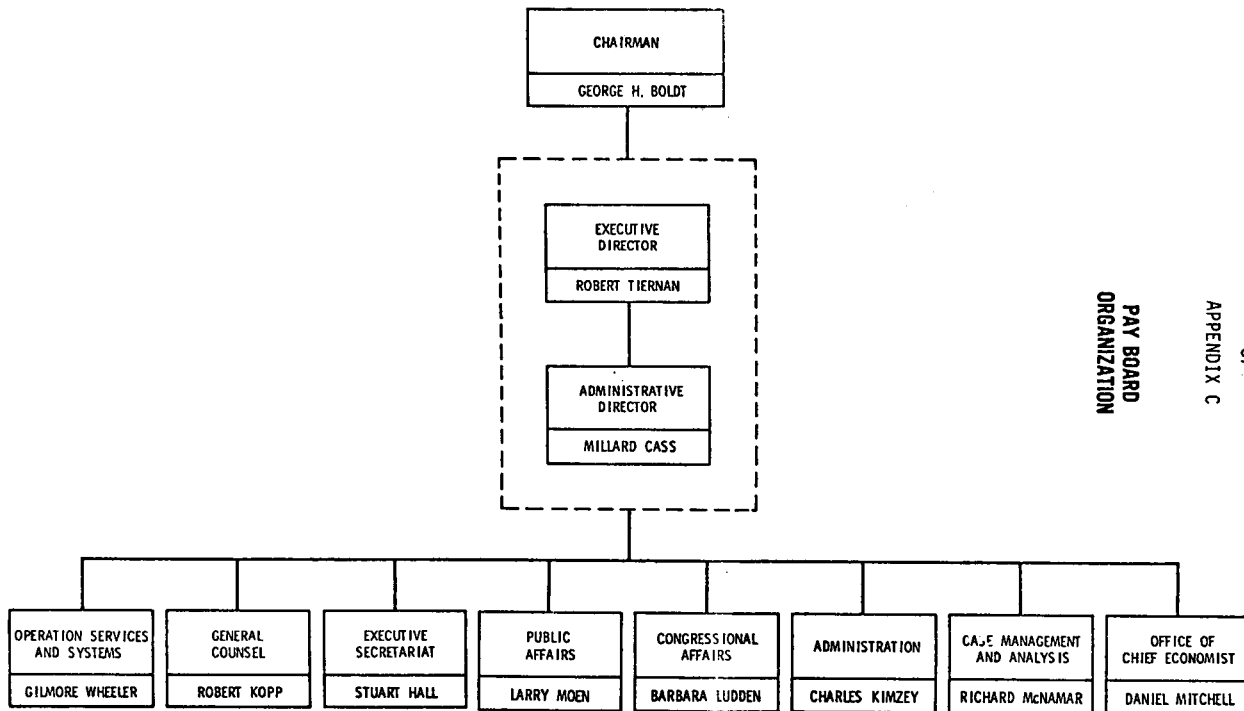 CHAIRMAN
GEORGE H. BOLDT
EXECUTIVE
DIRECTOR
ROBERT TIERNAN
ADMINISTRATIVE
DIRECTOR
MILLARD CASS
OPERATION SERVICES
AND SYSTEMS
GILMORE WHEELER
GENERAL
COUNSEL
ROBERT KOPP
EXECUTIVE
SECRETARIAT
STUART HALL
PUBLIC
AFFAIRS
LARRY MOEN
CONGRESSIONAL
AFFAIRS
BARBARA LUDDEN
ADMINISTRATION
CHARLES KIMZEY
CASE MANAGEMENT
AND ANALYSIS
RICHARD McNAMAR
OFFICE OF
CHIEF ECONOMIST
DANIEL MITCHELL
APPENDIX C
PAY BOARD
ORGANIZATION